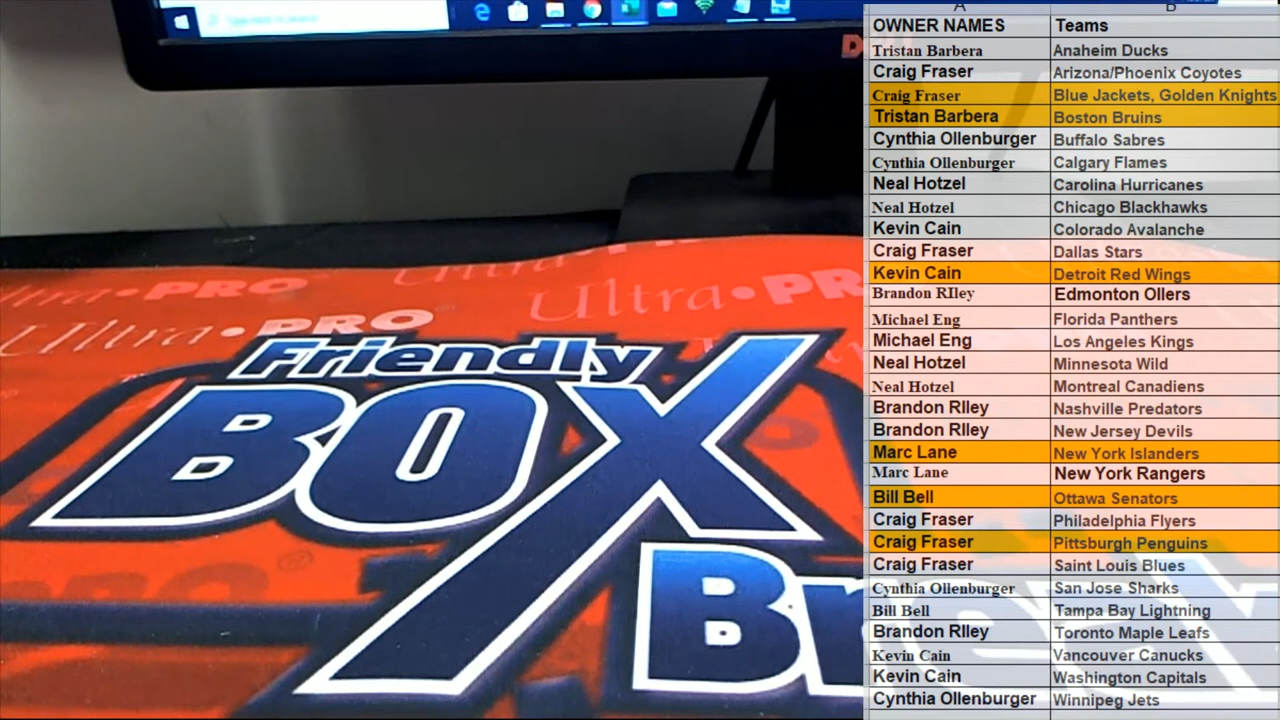 A B
OWNER NAMES Teams
Tristan Barbera Anaheim Ducks
Craig Fraser Arizona/Phoenix Coyotes
Craig Fraser Blue Jackets, Golden Knights
Tristan Barbera Boston Bruins
Cynthia Ollenburger Buffalo Sabres
Cynthia Ollenburger Calgary Flames
Neal Hotzel Carolina Hurricanes
Neal Hotzel Chicago Blackhawks
Kevin Cain Colorado Avalanche
Craig Fraser Dallas Stars
Kevin Cain Detroit Red Wings
Brandon RIley Edmonton Ollers
Michael Eng Florida Panthers
Michael Eng Los Angeles Kings
Neal Hotzel Minnesota Wild
Neal Hotzel Montreal Canadiens
Brandon RIley Nashville Predators
Brandon RIley New Jersey Devils
Marc Lane New York Islanders
Marc Lane New York Rangers
Bill Bell Ottawa Senators
Craig Fraser Philadelphia Flyers
Craig Fraser Pittsburgh Penguins
Craig Fraser Saint Louis Blues
Cynthia Ollenburger San Jose Sharks
Bill Bell Tampa Bay Lightning
Brandon RIley Toronto Maple Leafs
Kevin Cain Vancouver Canucks
Kevin Cain Washington Capitals
Cynthia Ollenburger Winnipeg Jets
Ultra•PRO
Ultra•PRO
Ultra•PR
Friendly
BOX
Br